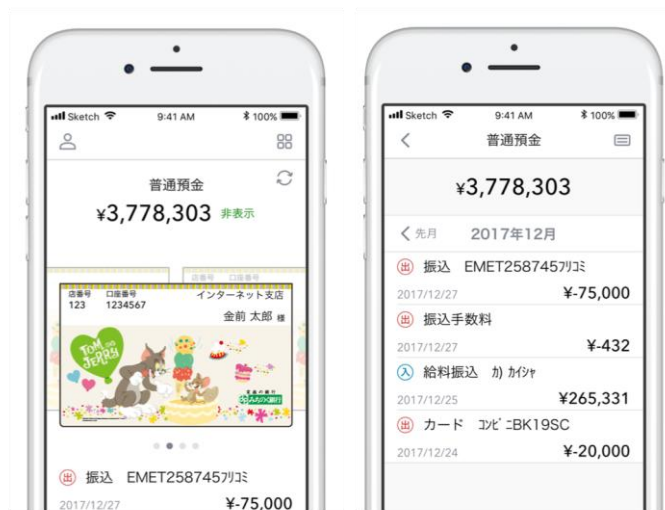 Sketch 9:41 AM 100%
普通預金
¥3,778,303 非表示
店番号 口座番号
店番号 口座番号 インターネット支店
123 1234567
金前 太郎 様
TOM and JERRY
みちのく銀行
出 振込 EMET258745ﾌﾘｺﾐ
2017/12/27 ¥-75,000
Sketch 9:41 AM 100%
普通預金
¥3,778,303
先月 2017年12月
出 振込 EMET258745ﾌﾘｺﾐ
2017/12/27 ¥-75,000
出 振込手数料
2017/12/27 ¥-432
入 給料振込 ｶ) ｶｲｼｬ
2017/12/25 ¥265,331
出 カード ｺﾝﾋﾞﾆBK19SC
2017/12/24 ¥-20,000